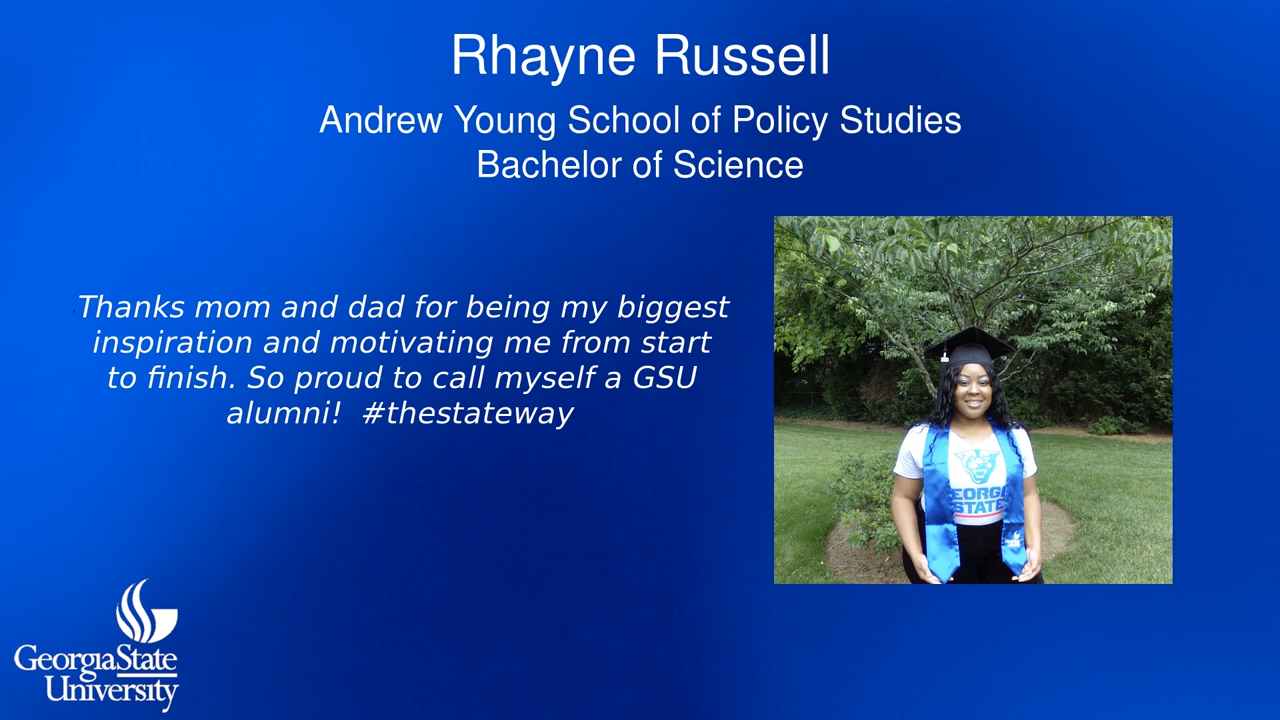 Rhayne Russell
Andrew Young School of Policy Studies
Bachelor of Science
Thanks mom and dad for being my biggest
inspiration and motivating me from start
to finish. So proud to call myself a GSU
alumni!  #thestateway
EORGI
STATE
GeorgiaState
University